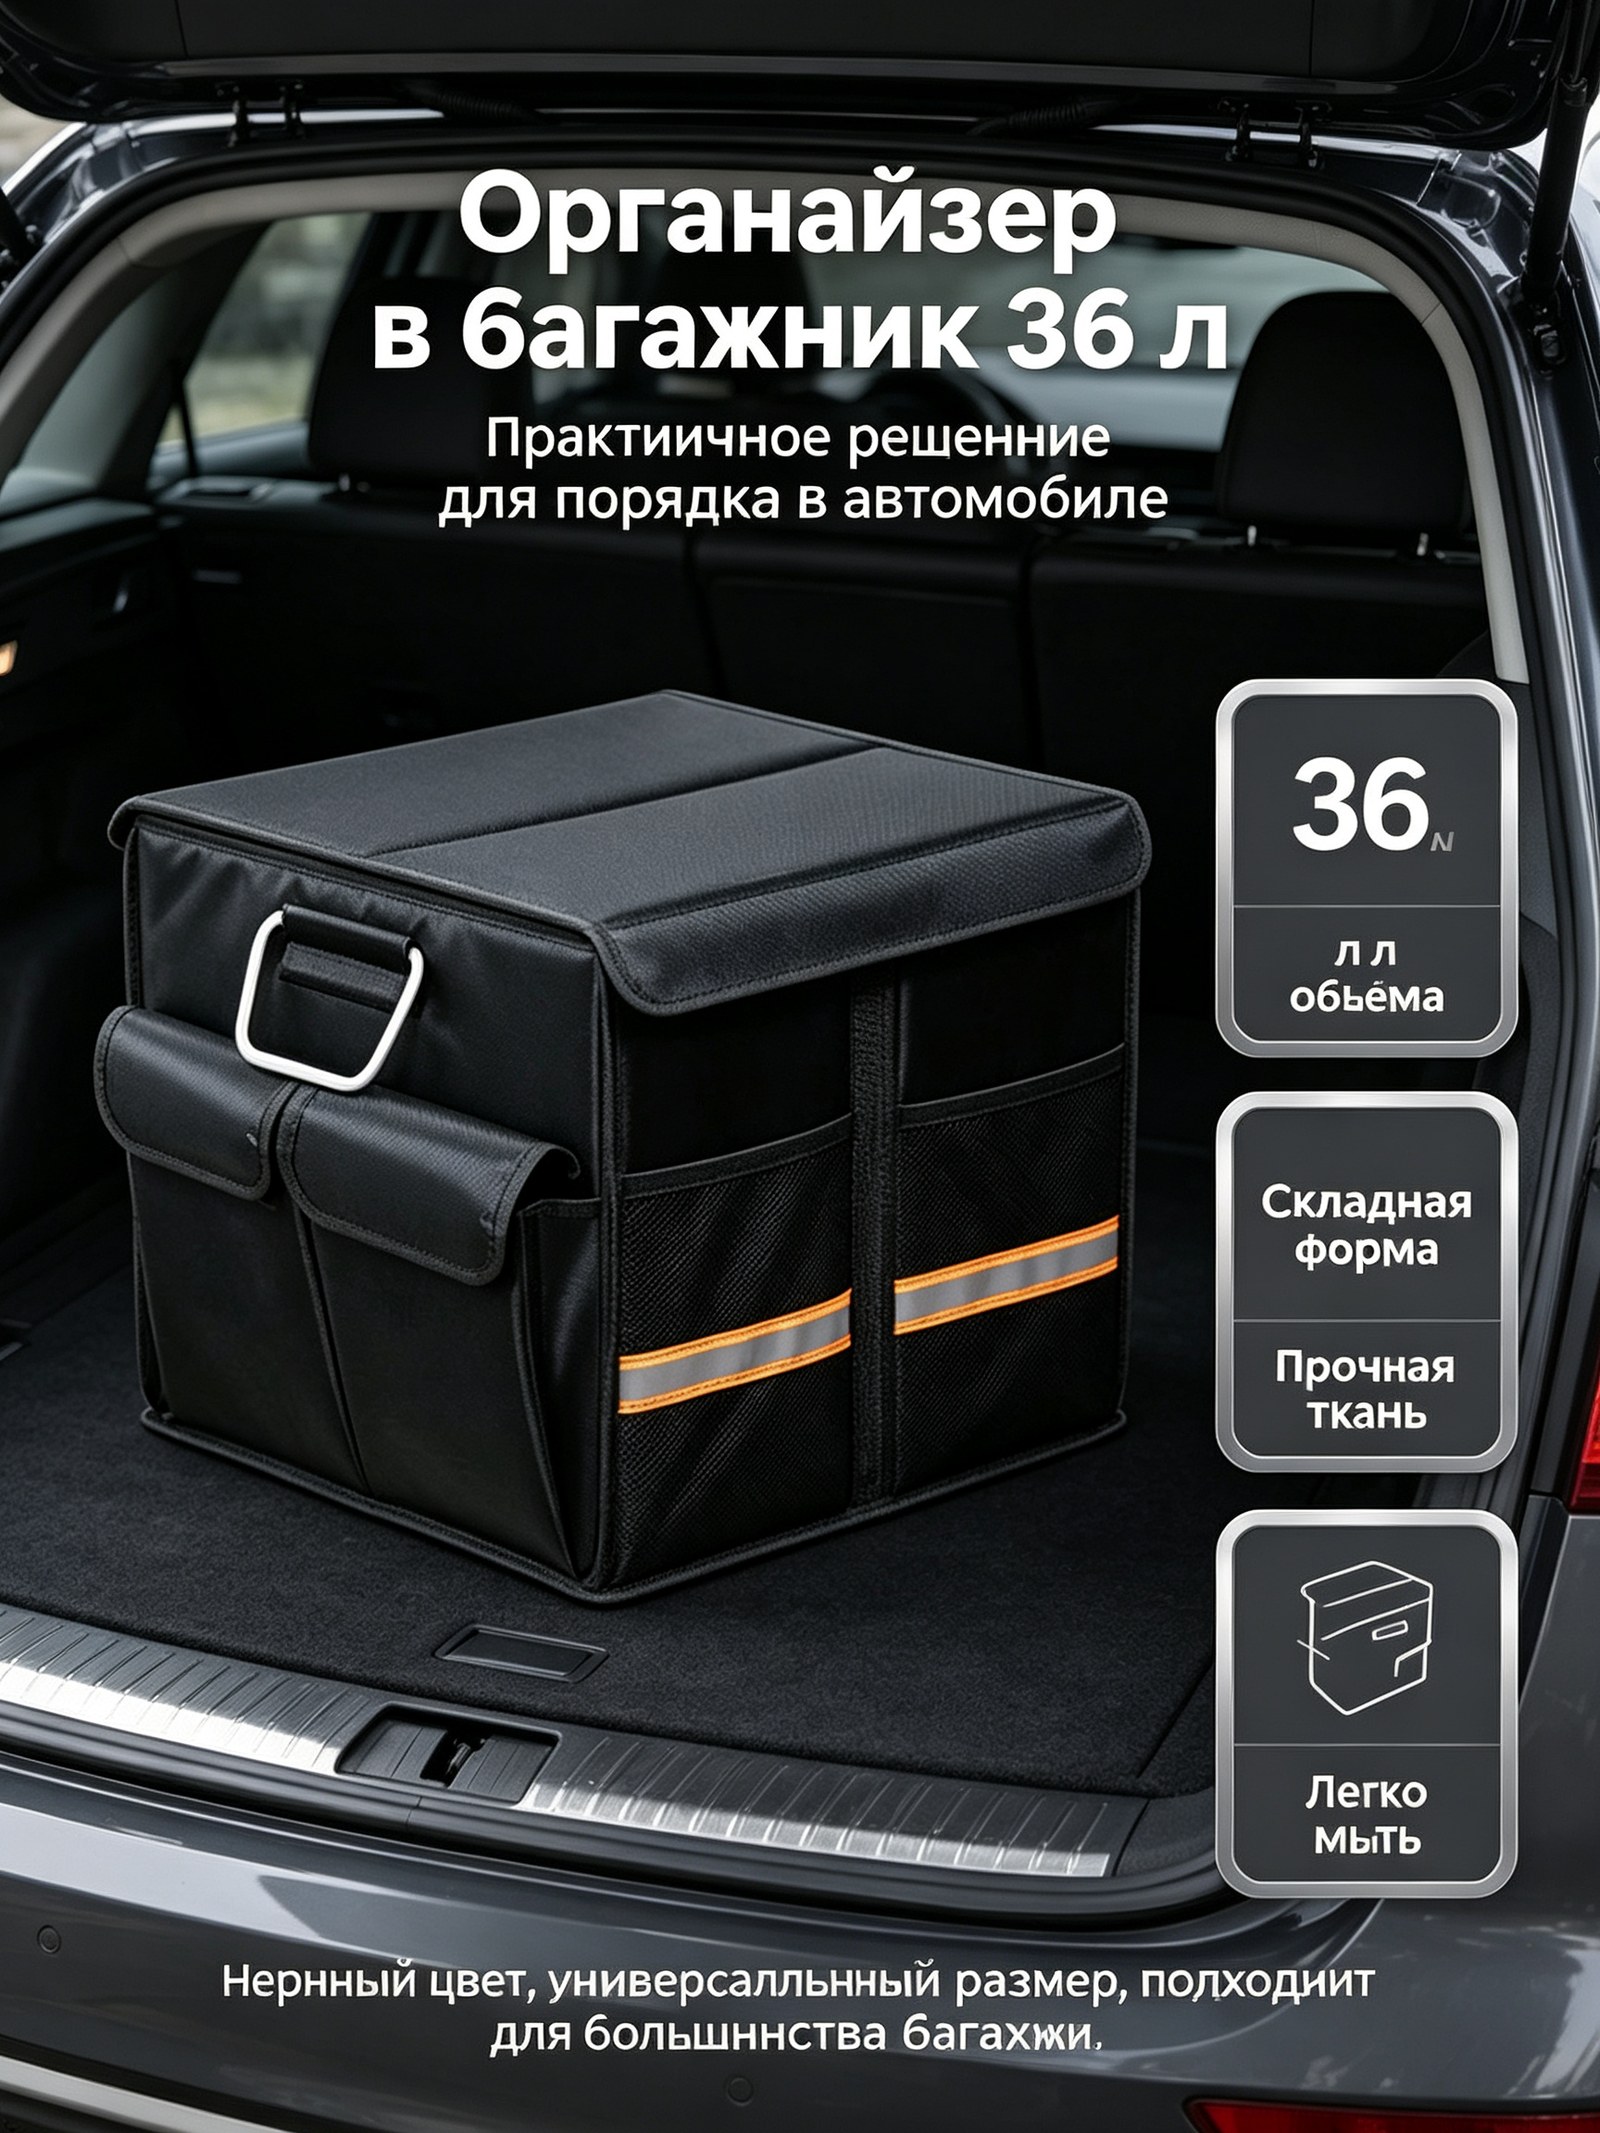 Органайзер
в багажник 36 л
Практиичное решенние
для порядка в автомобиле
36
л л
обьёма
Складная
форма
Прочная
ткань
Легко
мыть
Нернный цвет, универсалльнный размер, подходиит
для большннства багахжи.